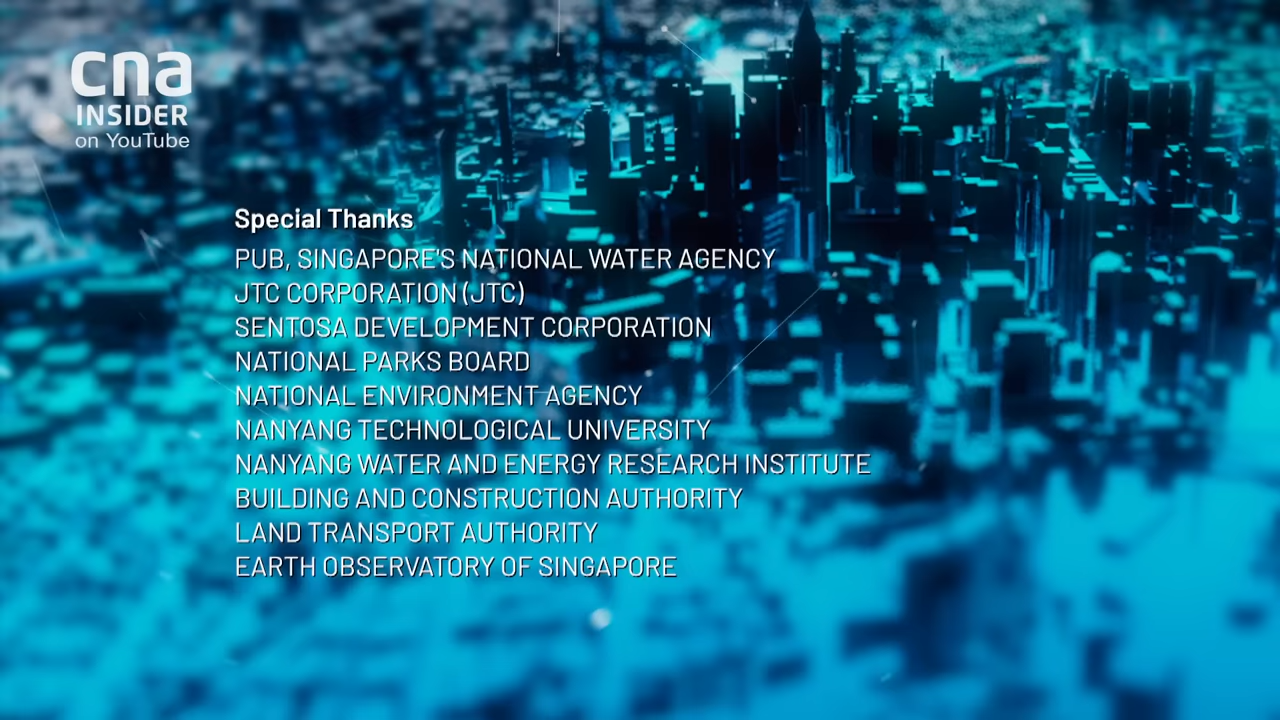 cna
INSIDER
on YouTube
Special Thanks
PUB, SINGAPORE'S NATIONAL WATER AGENCY
JTC CORPORATION (JTC)
SENTOSA DEVELOPMENT CORPORATION
NATIONAL PARKS BOARD
NATIONAL ENVIRONMENT AGENCY
NANYANG TECHNOLOGICAL UNIVERSITY
NANYANG WATER AND ENERGY RESEARCH INSTITUTE
BUILDING AND CONSTRUCTION AUTHORITY
LAND TRANSPORT AUTHORITY
EARTH OBSERVATORY OF SINGAPORE